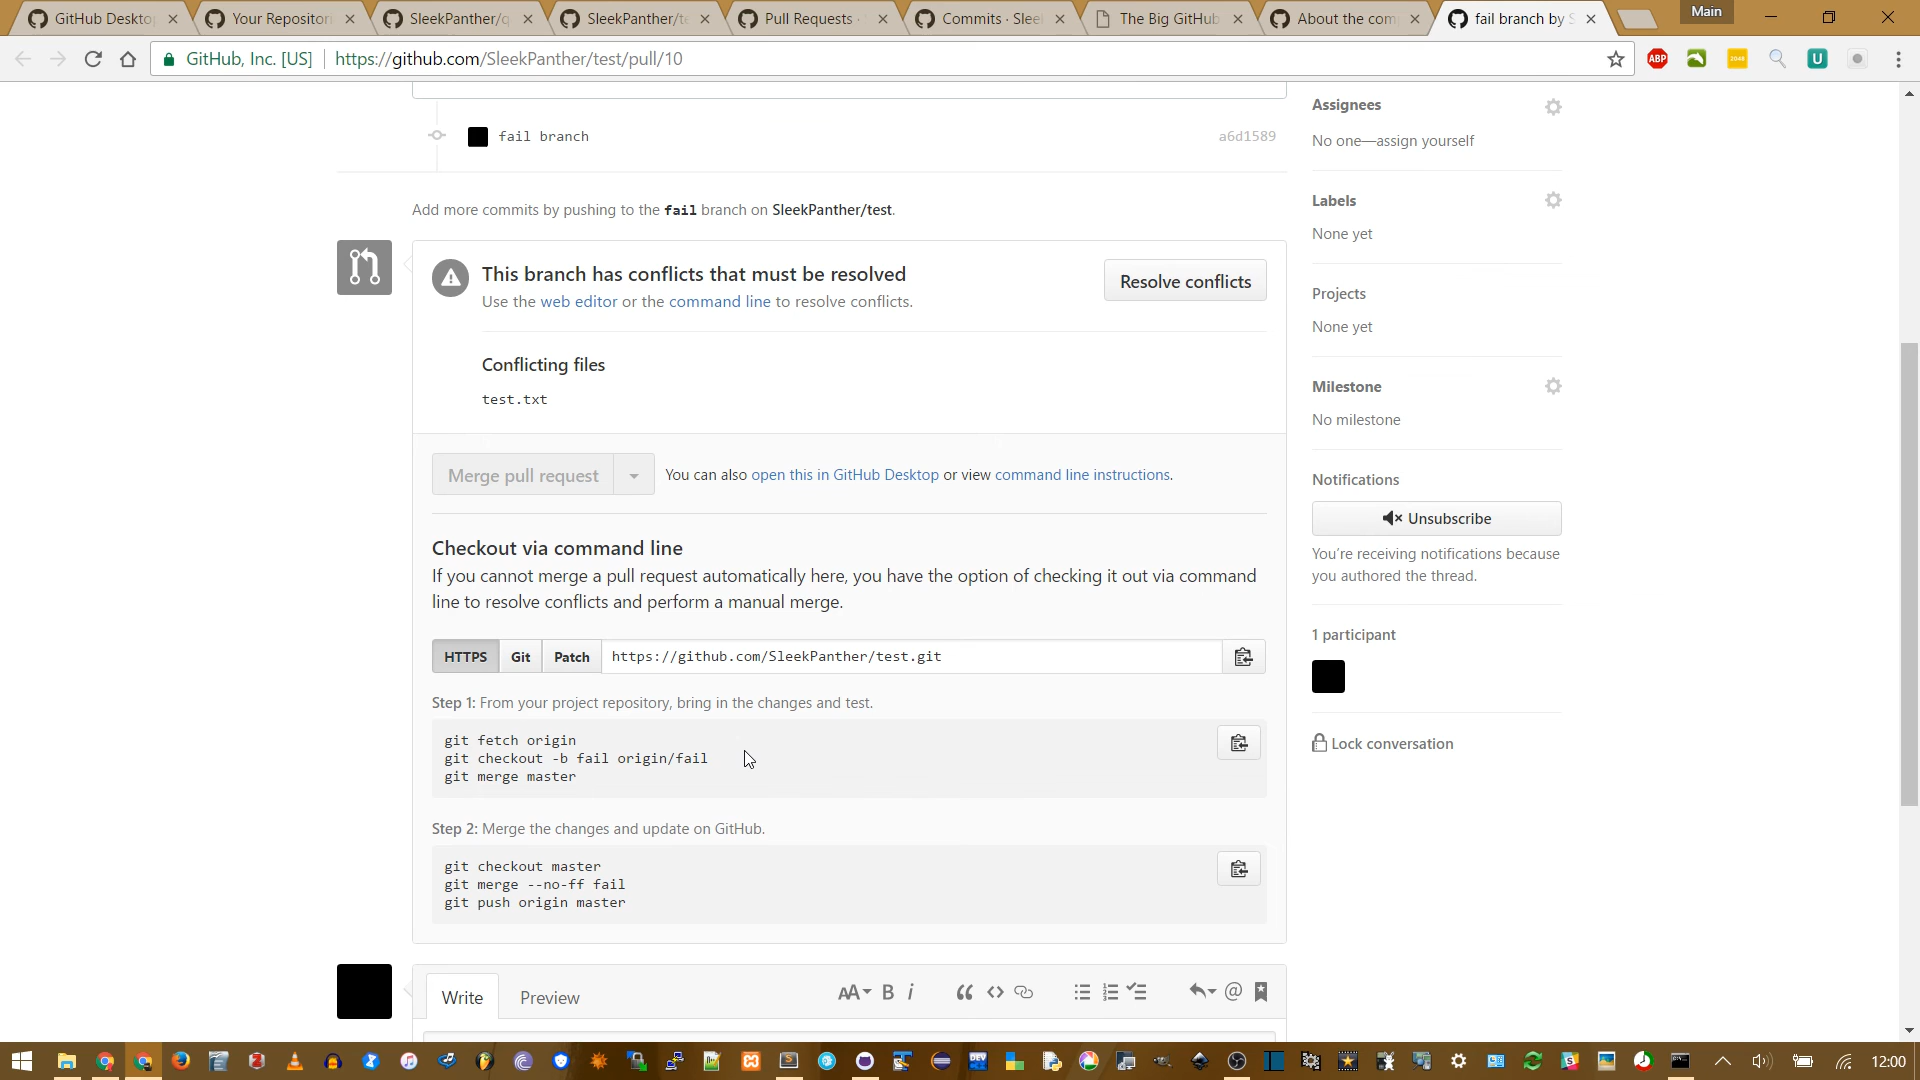 GitHub Deskto
Your Repositori
SleekPanther/q
SleekPanther/te
Pull Requests ·
Commits · Slee
The Big GitHub
About the com
fail branch by S
Main
GitHub, Inc. [US]
https://github.com/SleekPanther/test/pull/10
ABP
2048
U
fail branch
a6d1589
Add more commits by pushing to the fail branch on SleekPanther/test.
This branch has conflicts that must be resolved
Use the web editor or the command line to resolve conflicts.
Resolve conflicts
Conflicting files
test.txt
Merge pull request
You can also open this in GitHub Desktop or view command line instructions.
Checkout via command line
If you cannot merge a pull request automatically here, you have the option of checking it out via command
line to resolve conflicts and perform a manual merge.
HTTPS
Git
Patch
https://github.com/SleekPanther/test.git
Step 1: From your project repository, bring in the changes and test.
git fetch origin
git checkout -b fail origin/fail
git merge master
Step 2: Merge the changes and update on GitHub.
git checkout master
git merge --no-ff fail
git push origin master
Write
Preview
AA
B
i
@
Assignees
No one—assign yourself
Labels
None yet
Projects
None yet
Milestone
No milestone
Notifications
Unsubscribe
You're receiving notifications because
you authored the thread.
1 participant
Lock conversation
DEV
12:00